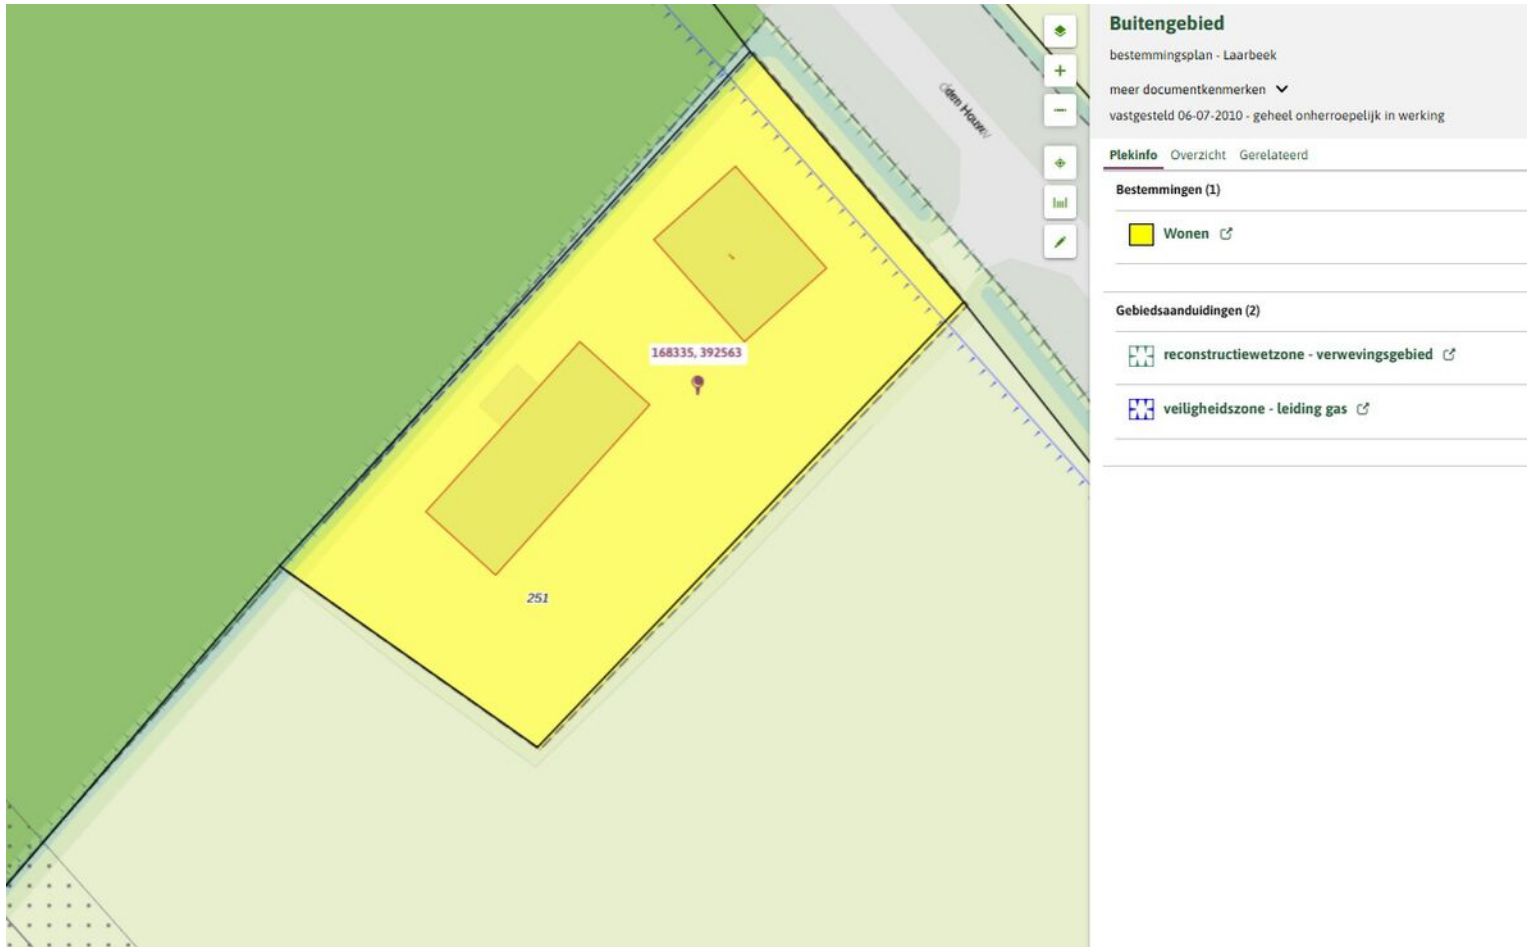 Buitengebied
bestemmingsplan - Laarbeek
meer documentkenmerken
vastgesteld 06-07-2010 - geheel onherroepelijk in werking
Plekinfo Overzicht Gerelateerd
Bestemmingen (1)
Wonen
Gebiedsaanduidingen (2)
reconstructiewetzone - verwevingsgebied
veiligheidszone - leiding gas
168335, 392563
251